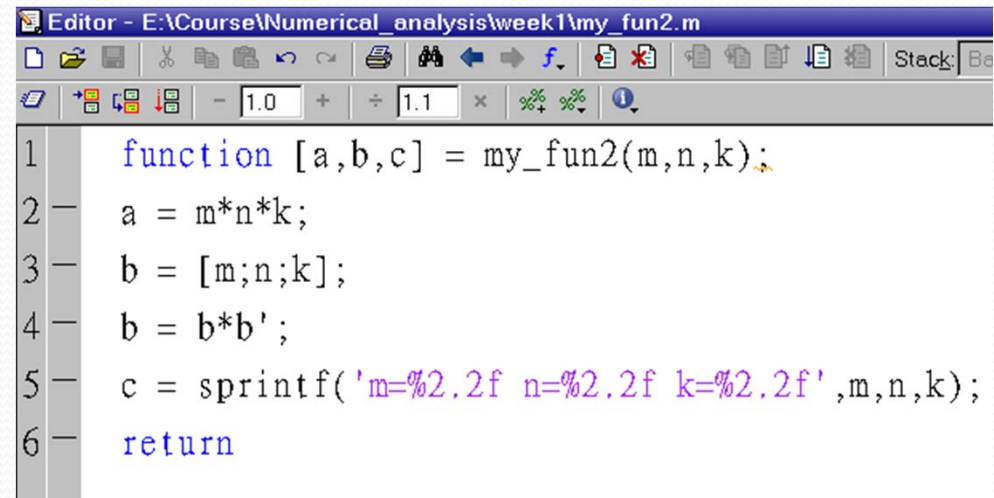 Editor - E:\Course\Numerical_analysis\week1\my_fun2.m
Stack: Ba
- 1.0 + ÷ 1.1 ×
1 function [a,b,c] = my_fun2(m,n,k);
2 - a = m*n*k;
3 - b = [m;n;k];
4 - b = b*b';
5 - c = sprintf('m=%2.2f n=%2.2f k=%2.2f',m,n,k);
6 - return